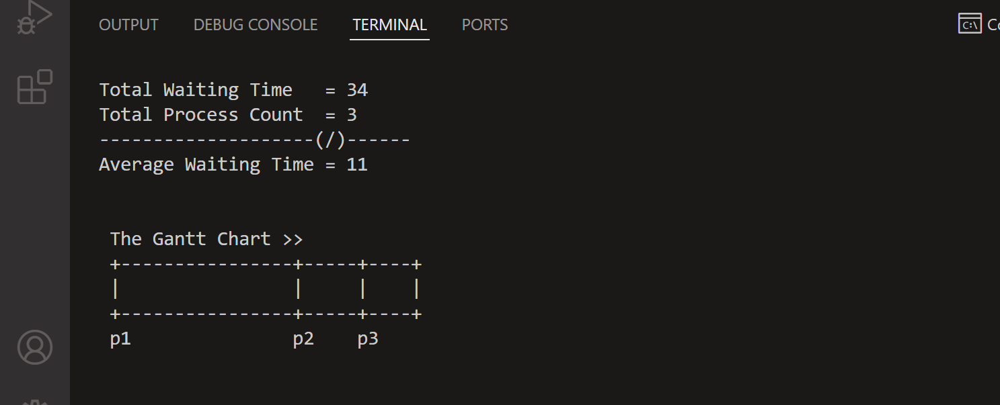 OUTPUT DEBUG CONSOLE TERMINAL PORTS C:\ Co
Total Waiting Time   = 34
Total Process Count  = 3
--------------------(/)------
Average Waiting Time = 11
The Gantt Chart >>
+----------------+-----+----+
|                |     |    |
+----------------+-----+----+
p1               p2    p3